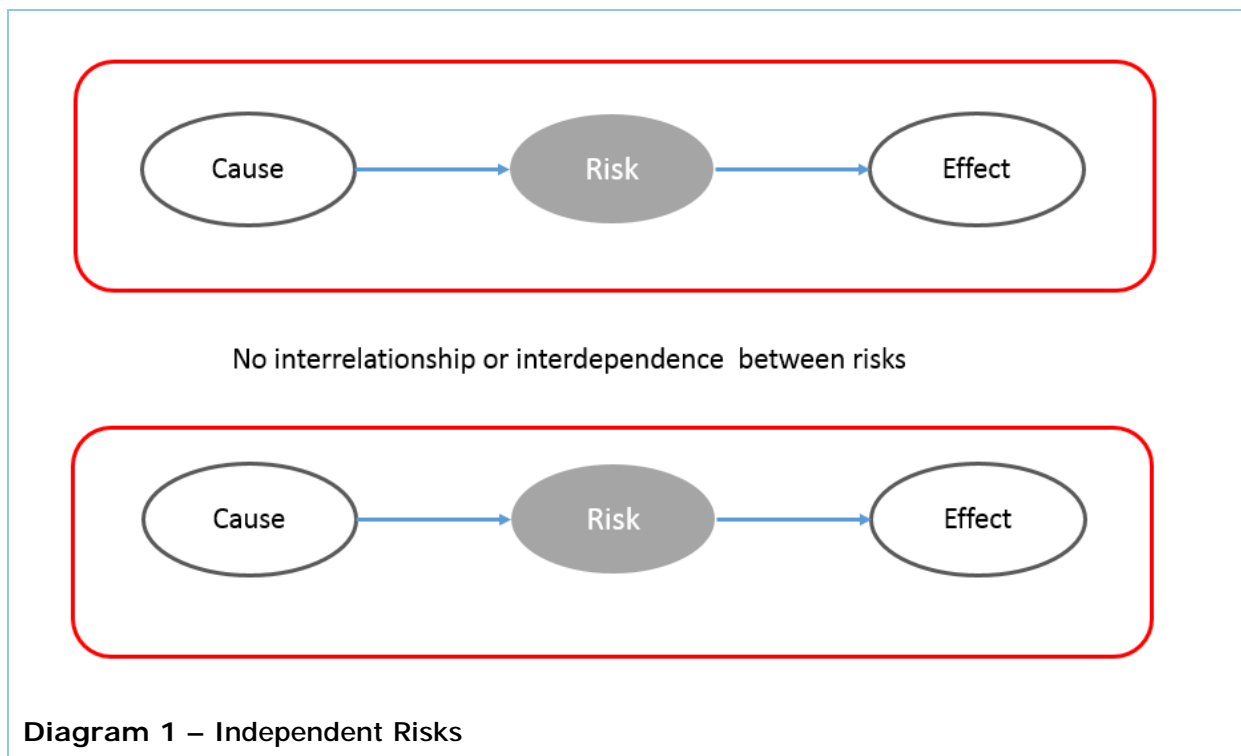 Cause Risk Effect
No interrelationship or interdependence between risks
Cause Risk Effect
Diagram 1 – Independent Risks